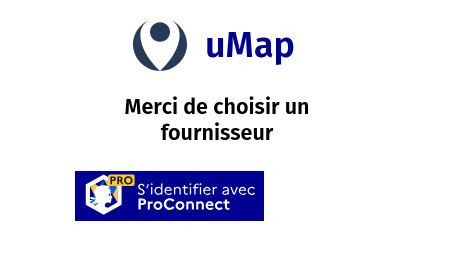 uMap
Merci de choisir un
fournisseur
PRO
S'identifier avec
ProConnect